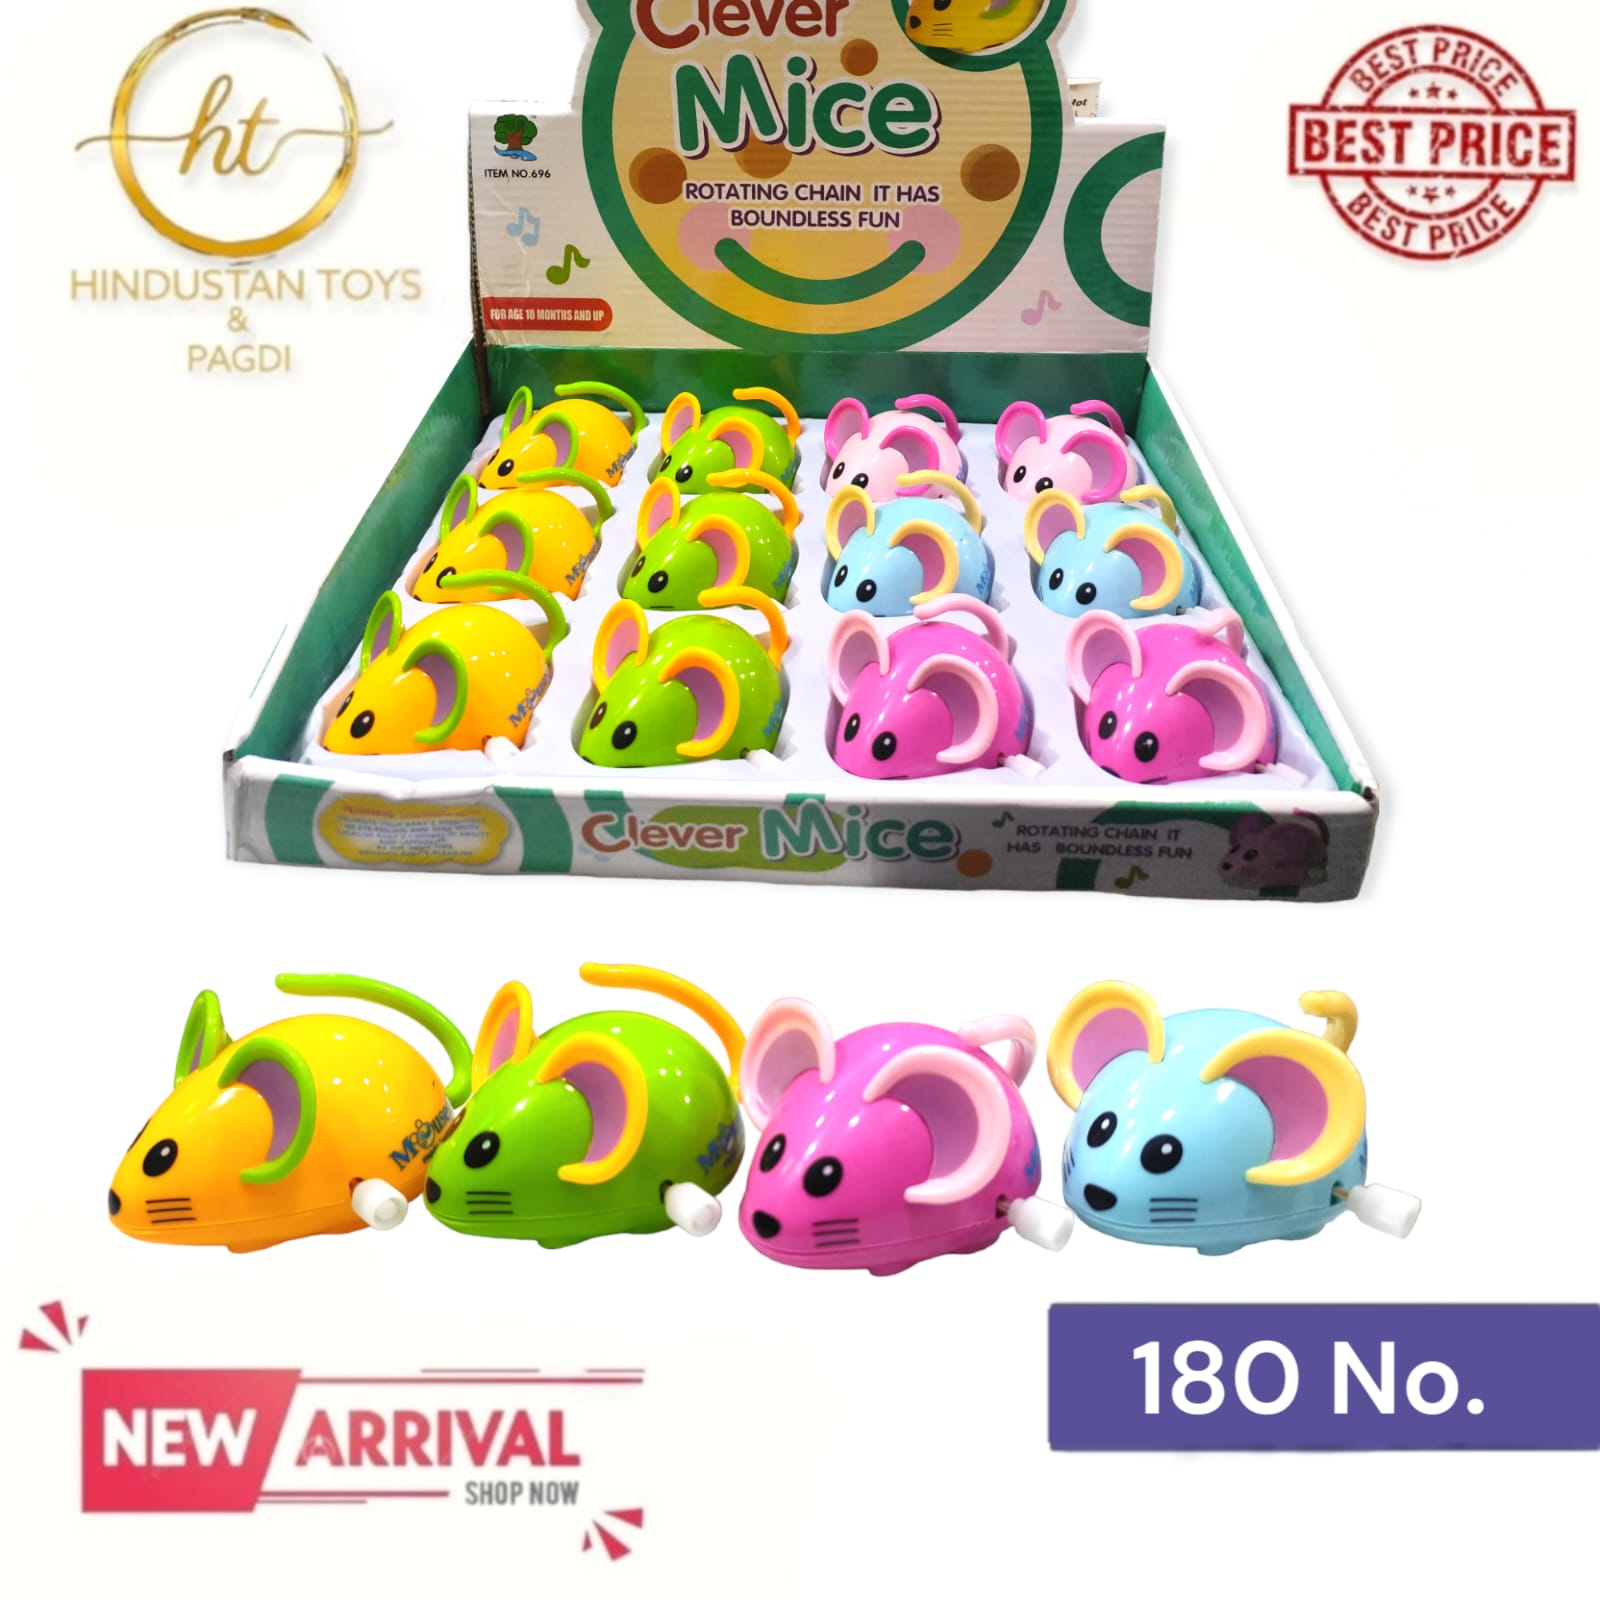 ht
HINDUSTAN TOYS
&
PAGDI
Clever
Mice
ITEM NO.696
ROTATING CHAIN IT HAS
BOUNDLESS FUN
FOR AGE 10 MONTHS AND UP
BEST PRICE
BEST PRICE
BEST PRICE
Clever Mice
ROTATING CHAIN IT
HAS BOUNDLESS FUN
NEW ARRIVAL
SHOP NOW
180 No.